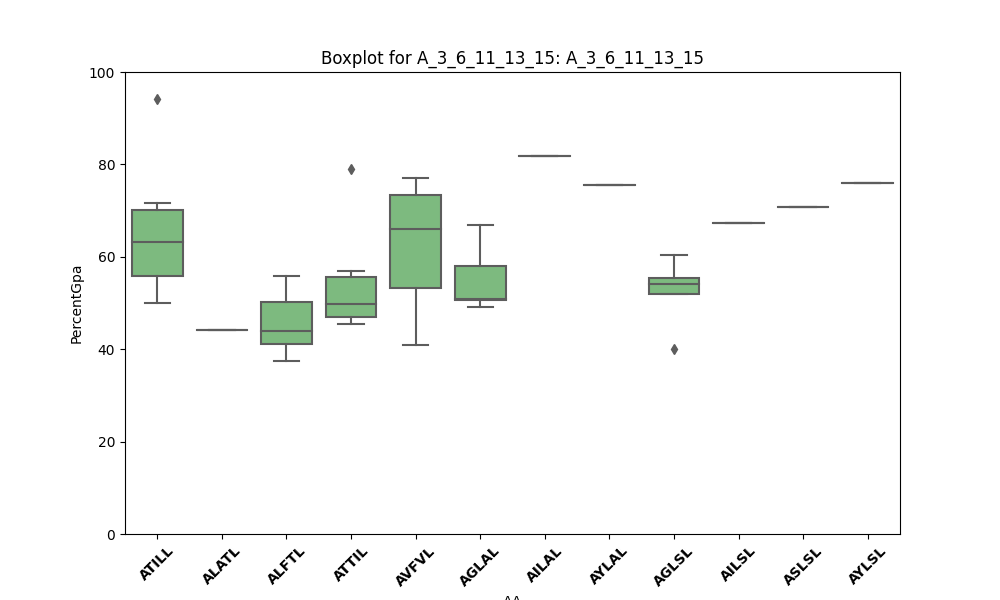 Boxplot for A_3_6_11_13_15: A_3_6_11_13_15
PercentGpa
100
80
60
40
20
0
ATILL ALATL ALFTL ATTIL AVFVL AGLAL AILAL AYLAL AGLSL AILSL ASLSL AYLSL
AA